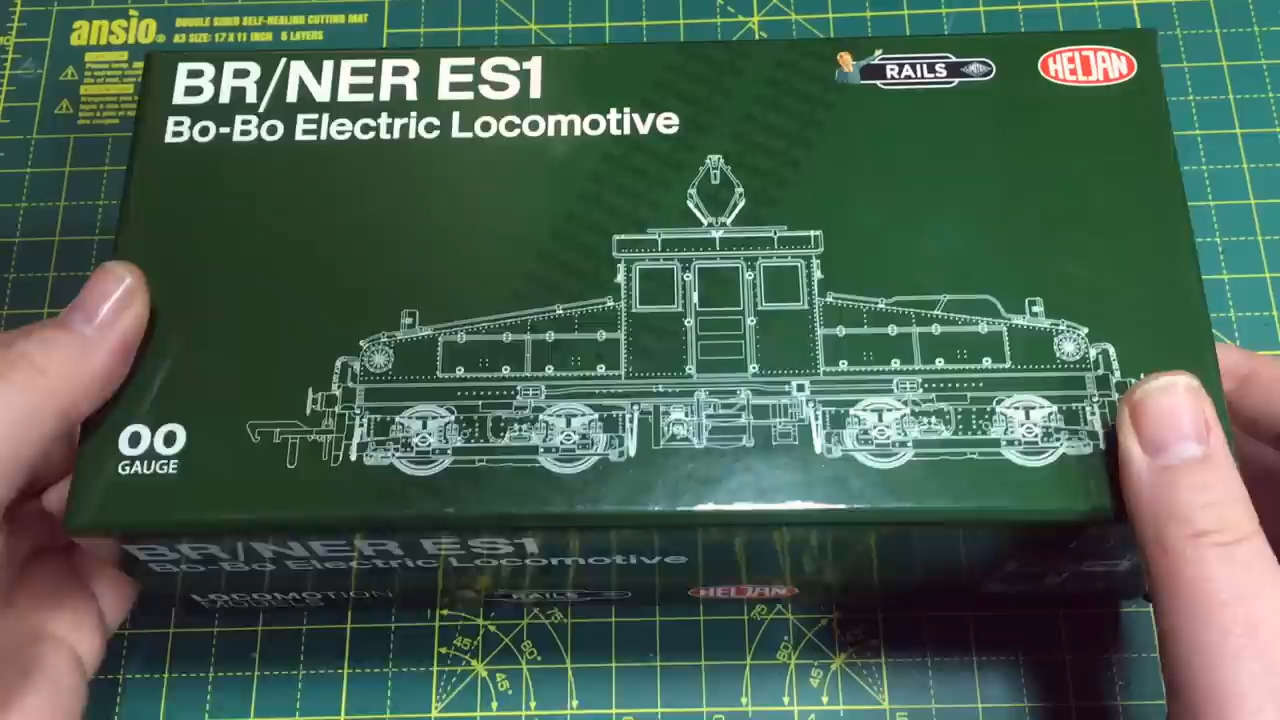 ansio®
DOUBLE SIDED SELF-HEALING CUTTING MAT
A3 SIZE: 17 X 11 INCH 5 LAYERS
BR/NER ES1
Bo-Bo Electric Locomotive
RAILS
HELJAN
OO
GAUGE
BR/NER ES1
Bo-Bo Electric Locomotive
LOCOMOTION
MODELS
RAILS
HELJAN
45°
60°
75°
45°
75°
60°
45°
45°